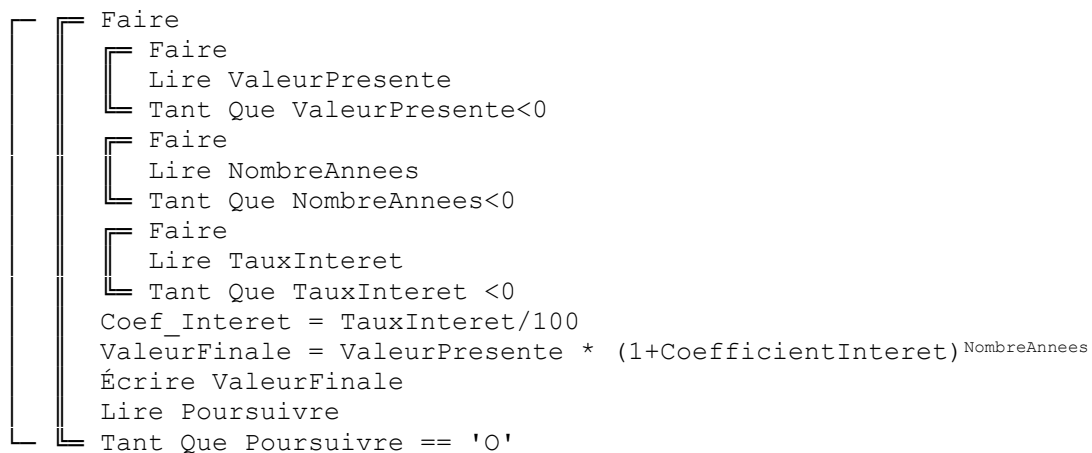 Faire
Faire
Lire ValeurPresente
Tant Que ValeurPresente<0
Faire
Lire NombreAnnees
Tant Que NombreAnnees<0
Faire
Lire TauxInteret
Tant Que TauxInteret <0
Coef_Interet = TauxInteret/100
ValeurFinale = ValeurPresente * (1+CoefficientInteret)^NombreAnnees
Écrire ValeurFinale
Lire Poursuivre
Tant Que Poursuivre == 'O'